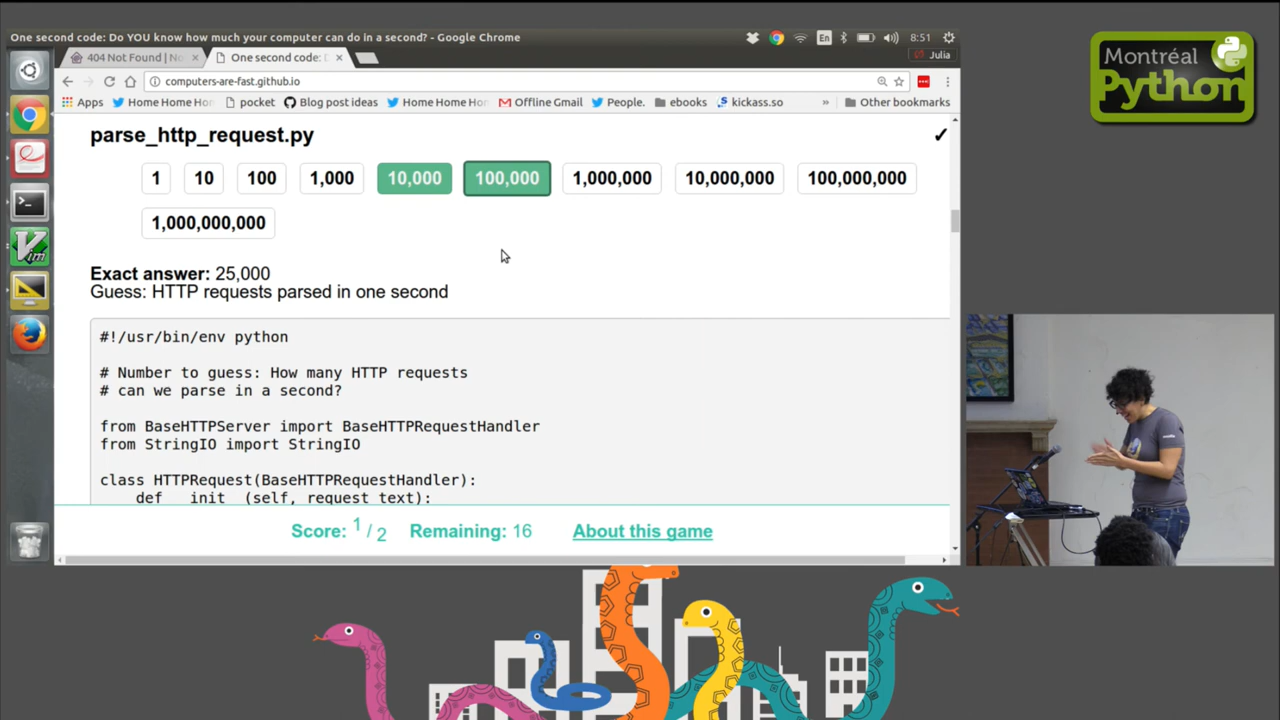 One second code: Do YOU know how much your computer can do in a second? - Google Chrome
En 8:51
404 Not Found | No × One second code: D × Julia
computers-are-fast.github.io
Apps Home Home Hom pocket Blog post ideas Home Home Hom Offline Gmail People. ebooks kickass.so » Other bookmarks
Montréal
Python
parse_http_request.py ✓
1 10 100 1,000 10,000 100,000 1,000,000 10,000,000 100,000,000
1,000,000,000
Exact answer: 25,000
Guess: HTTP requests parsed in one second
#!/usr/bin/env python
# Number to guess: How many HTTP requests
# can we parse in a second?
from BaseHTTPServer import BaseHTTPRequestHandler
from StringIO import StringIO
class HTTPRequest(BaseHTTPRequestHandler):
def __init__(self, request_text):
Score: 1/2 Remaining: 16 About this game